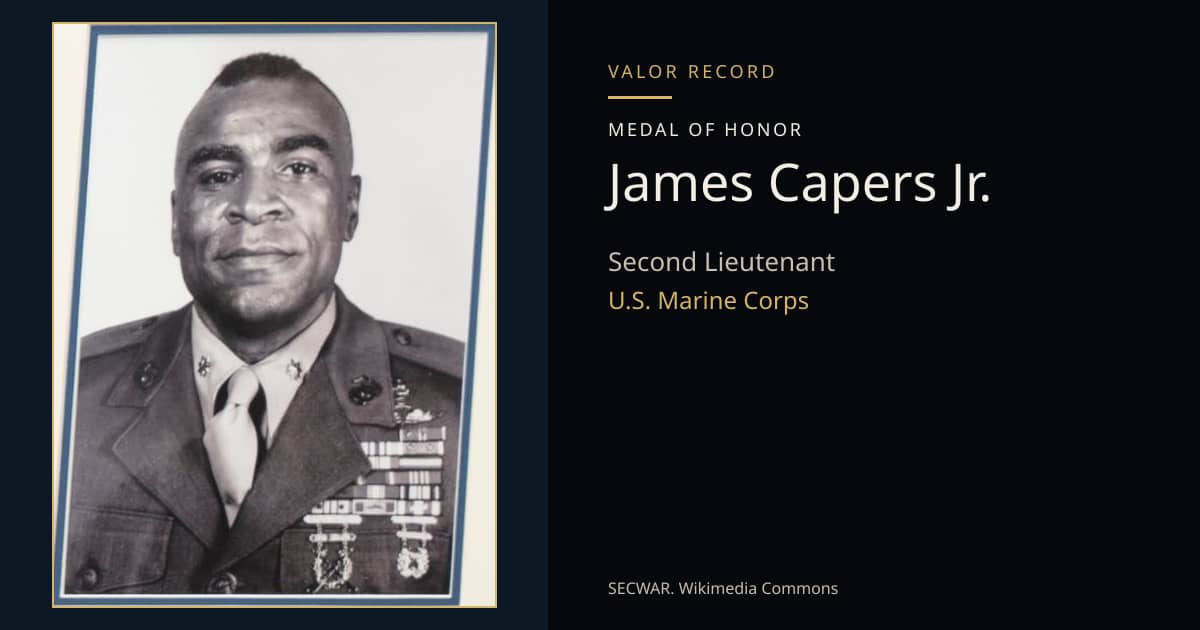 VALOR RECORD
MEDAL OF HONOR
James Capers Jr.
Second Lieutenant
U.S. Marine Corps
SECWAR. Wikimedia Commons